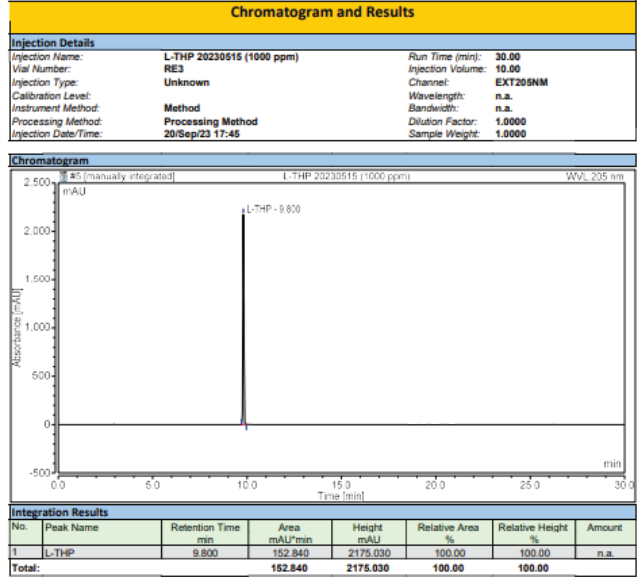 Chromatogram and Results
Injection Details
Injection Name: L-THP 20230515 (1000 ppm) Run Time (min): 30.00
Vial Number: RE3 Injection Volume: 10.00
Injection Type: Unknown Channel: EXT205NM
Calibration Level: Wavelength: n.a.
Instrument Method: Method Bandwidth: n.a.
Processing Method: Processing Method Dilution Factor: 1.0000
Injection Date/Time: 20/Sep/23 17:45 Sample Weight: 1.0000
Chromatogram
#5 [manually integrated] L-THP 20230515 (1000 ppm) WVL 205 nm
2,500
mAU
L-THP - 9.800
2,000
1,500
1,000
500
0
-500
Absorbance [mAU]
min
0.0 5.0 10.0 15.0 20.0 25.0 30.0
Time [min]
Integration Results
No. Peak Name Retention Time Area Height Relative Area Relative Height Amount
min mAU*min mAU % %
1 L-THP 9.800 152.840 2175.030 100.00 100.00 n.a.
Total: 152.840 2175.030 100.00 100.00